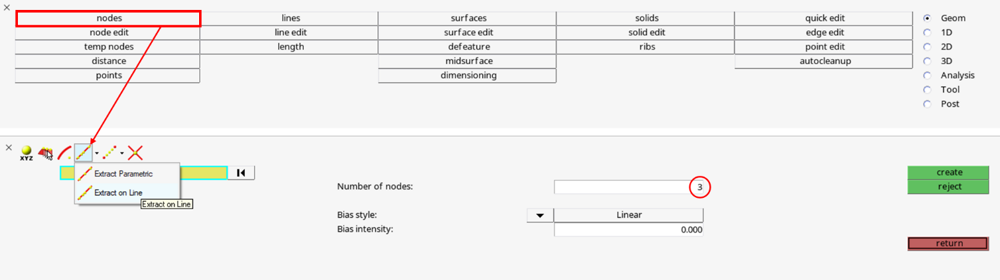 nodes lines surfaces solids quick edit Geom
node edit line edit surface edit solid edit edge edit 1D
temp nodes length defeature ribs point edit 2D
distance midsurface autocleanup 3D
points dimensioning Analysis
Tool
Post
XYZ
Extract Parametric create
Number of nodes: 3 reject
Extract on Line
Extract on Line
Bias style: Linear
Bias intensity: 0.000
return